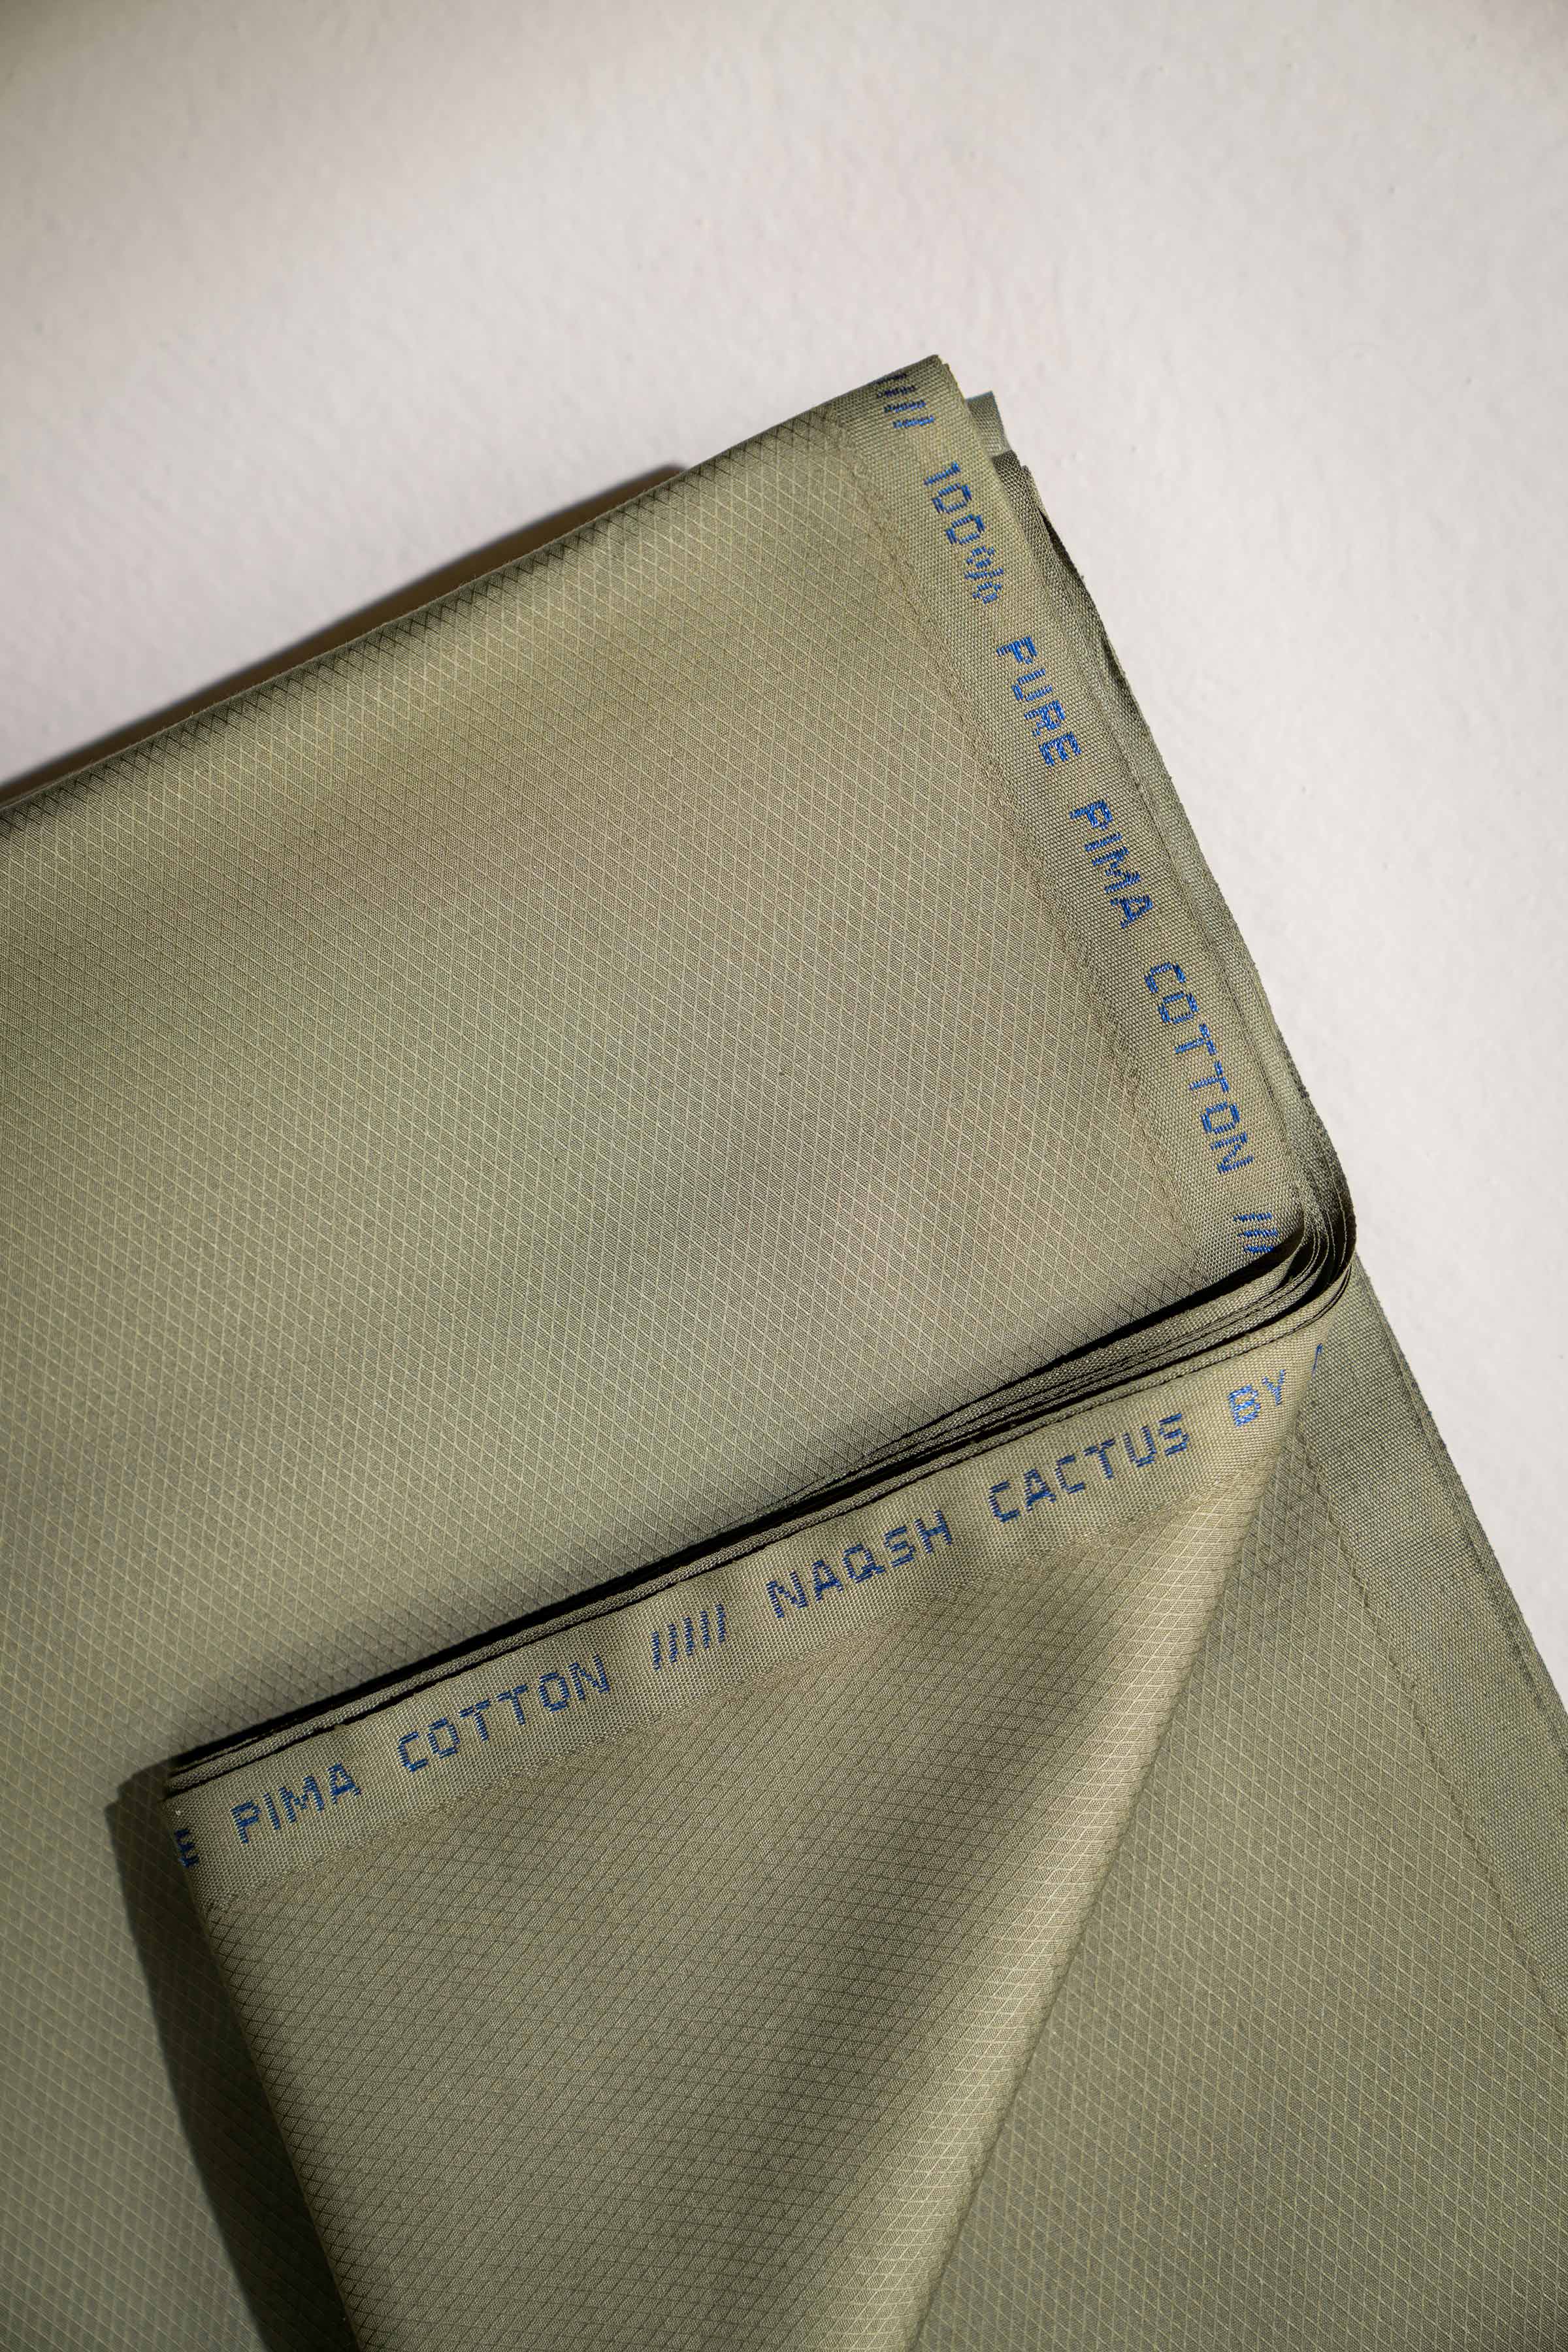 ///// 100% PURE PIMA COTTON ///
PIMA COTTON ///// NAQSH CACTUS BY